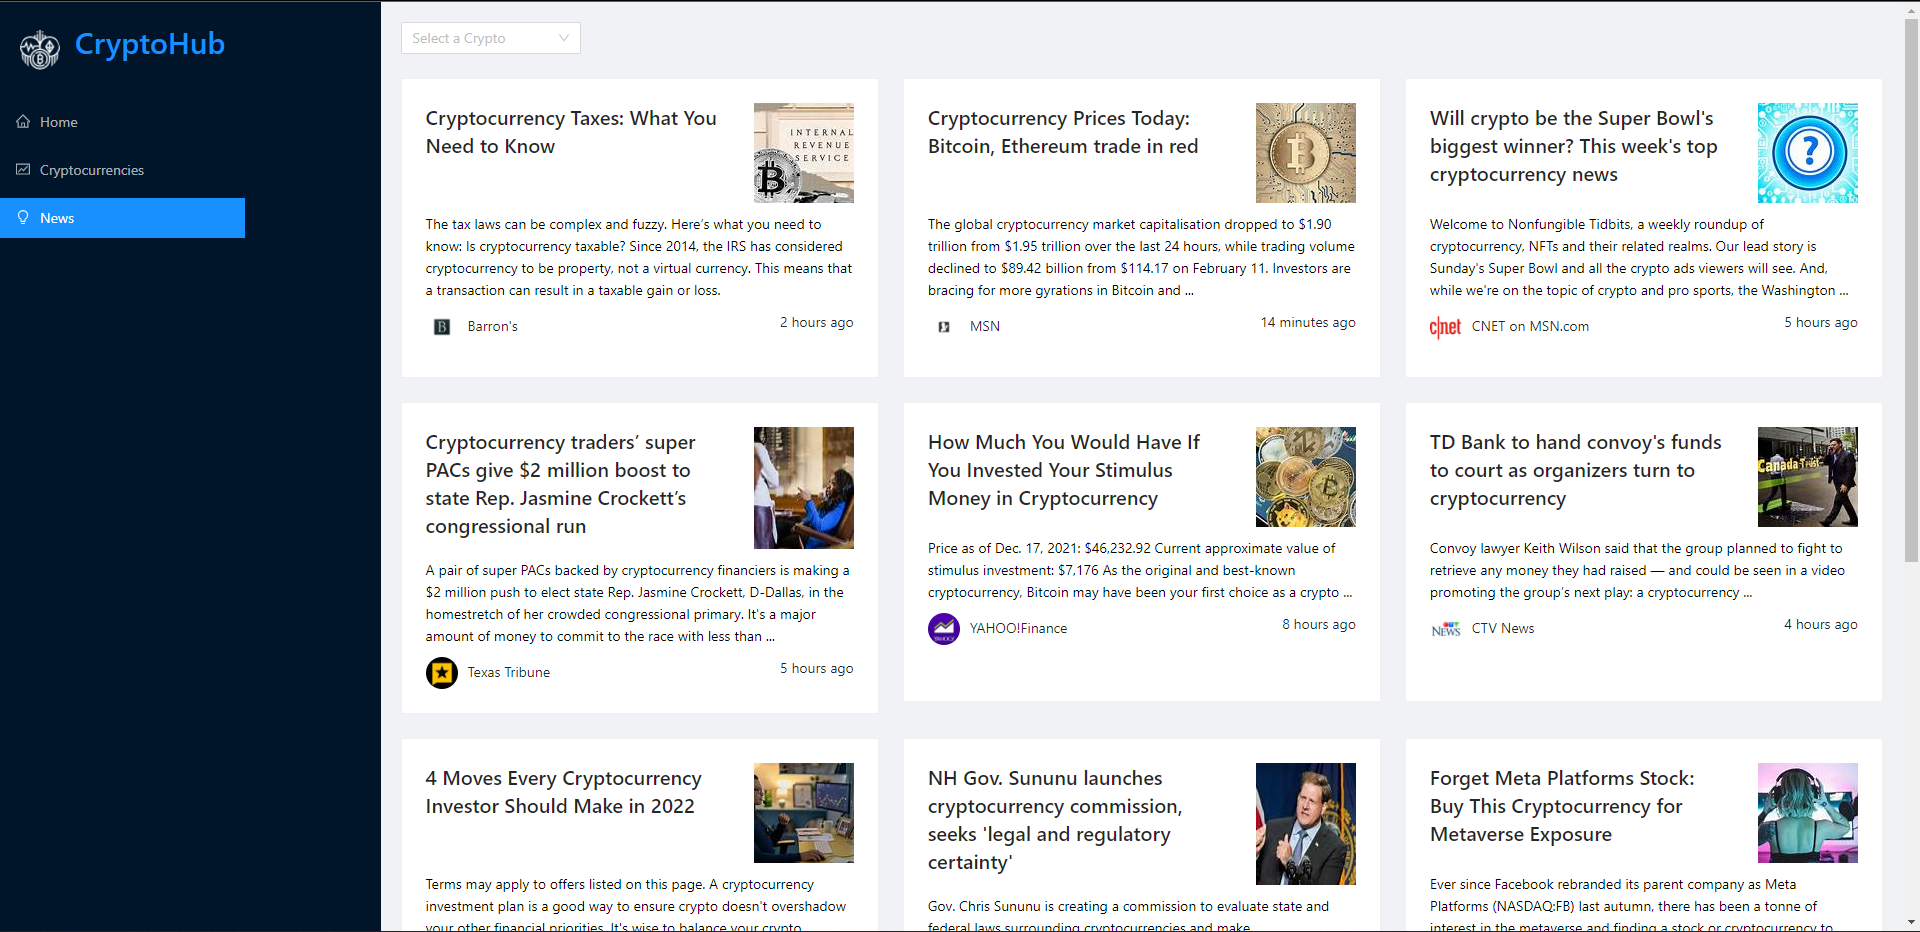 CryptoHub
Home
Cryptocurrencies
News
Select a Crypto
Cryptocurrency Taxes: What You
Need to Know
INTERNAL
REVENUE
SERVICE
The tax laws can be complex and fuzzy. Here’s what you need to
know: Is cryptocurrency taxable? Since 2014, the IRS has considered
cryptocurrency to be property, not a virtual currency. This means that
a transaction can result in a taxable gain or loss.
B
Barron's
2 hours ago
Cryptocurrency Prices Today:
Bitcoin, Ethereum trade in red
The global cryptocurrency market capitalisation dropped to $1.90
trillion from $1.95 trillion over the last 24 hours, while trading volume
declined to $89.42 billion from $114.17 on February 11. Investors are
bracing for more gyrations in Bitcoin and ...
MSN
14 minutes ago
Will crypto be the Super Bowl's
biggest winner? This week's top
cryptocurrency news
?
Welcome to Nonfungible Tidbits, a weekly roundup of
cryptocurrency, NFTs and their related realms. Our lead story is
Sunday's Super Bowl and all the crypto ads viewers will see. And,
while we're on the topic of crypto and pro sports, the Washington ...
c|net
CNET on MSN.com
5 hours ago
Cryptocurrency traders’ super
PACs give $2 million boost to
state Rep. Jasmine Crockett’s
congressional run
A pair of super PACs backed by cryptocurrency financiers is making a
$2 million push to elect state Rep. Jasmine Crockett, D-Dallas, in the
homestretch of her crowded congressional primary. It's a major
amount of money to commit to the race with less than ...
Texas Tribune
5 hours ago
How Much You Would Have If
You Invested Your Stimulus
Money in Cryptocurrency
Price as of Dec. 17, 2021: $46,232.92 Current approximate value of
stimulus investment: $7,176 As the original and best-known
cryptocurrency, Bitcoin may have been your first choice as a crypto ...
YAHOO!
YAHOO!Finance
8 hours ago
TD Bank to hand convoy's funds
to court as organizers turn to
cryptocurrency
Canada Trust
Convoy lawyer Keith Wilson said that the group planned to fight to
retrieve any money they had raised — and could be seen in a video
promoting the group’s next play: a cryptocurrency ...
NEWS
CTV News
4 hours ago
4 Moves Every Cryptocurrency
Investor Should Make in 2022
Terms may apply to offers listed on this page. A cryptocurrency
investment plan is a good way to ensure crypto doesn't overshadow
your other financial priorities. It's wise to balance your crypto
NH Gov. Sununu launches
cryptocurrency commission,
seeks 'legal and regulatory
certainty'
Gov. Chris Sununu is creating a commission to evaluate state and
federal laws surrounding cryptocurrencies and make
Forget Meta Platforms Stock:
Buy This Cryptocurrency for
Metaverse Exposure
Ever since Facebook rebranded its parent company as Meta
Platforms (NASDAQ:FB) last autumn, there has been a tonne of
interest in the metaverse and finding a stock or cryptocurrency to